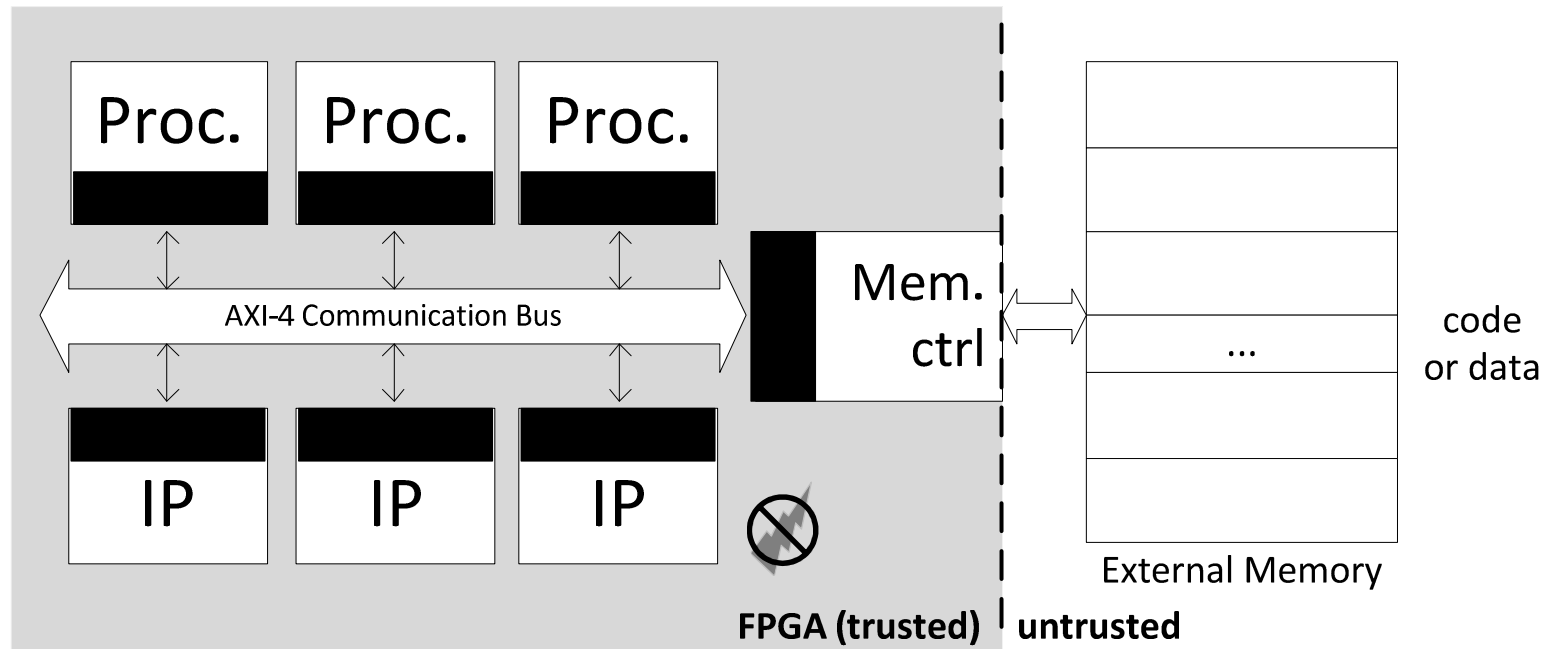 Proc.
Proc.
Proc.
AXI-4 Communication Bus
Mem.
ctrl
IP
IP
IP
...
code
or data
External Memory
FPGA (trusted)
untrusted